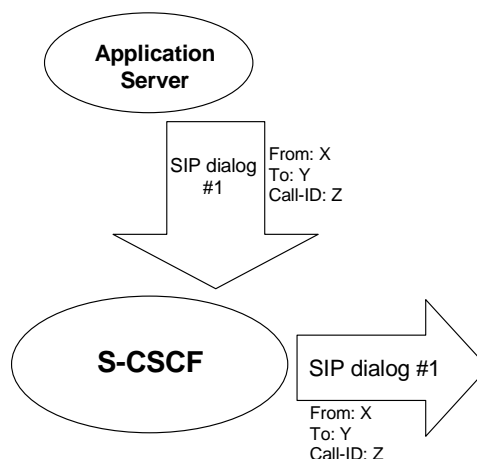 Application
Server
SIP dialog
#1
From: X
To: Y
Call-ID: Z
S-CSCF
SIP dialog #1
From: X
To: Y
Call-ID: Z